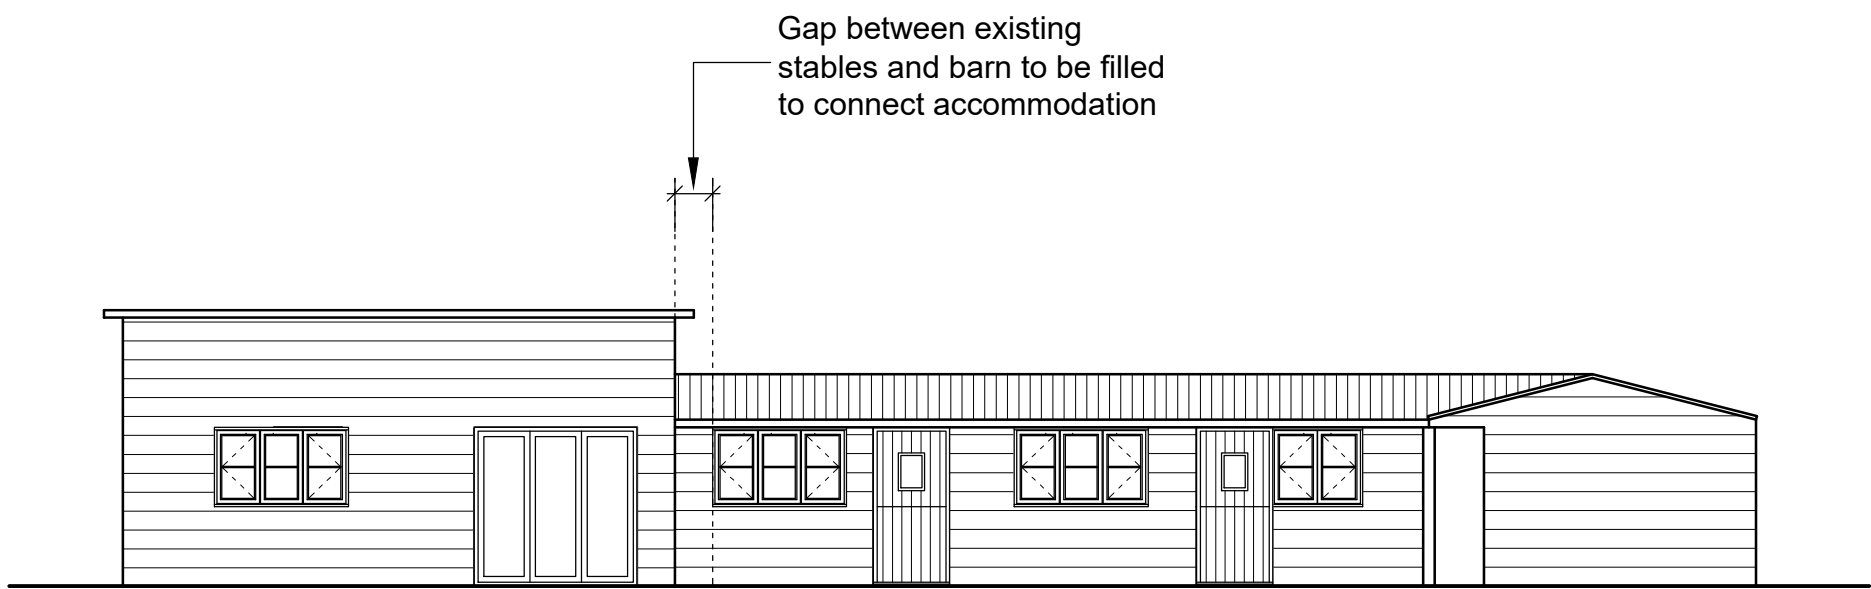 Gap between existing
stables and barn to be filled
to connect accommodation